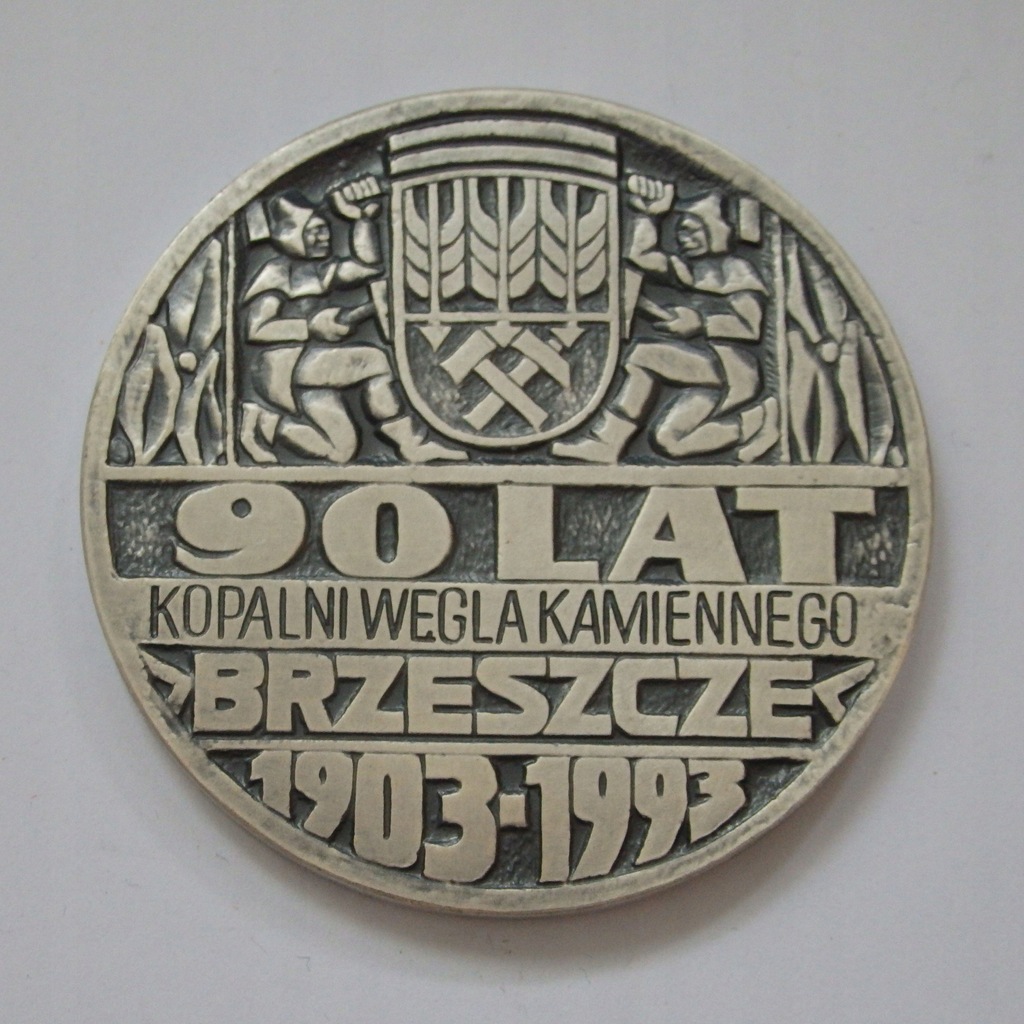 90 LAT
KOPALNI WĘGLA KAMIENNEGO
BRZESZCZE
1903-1993